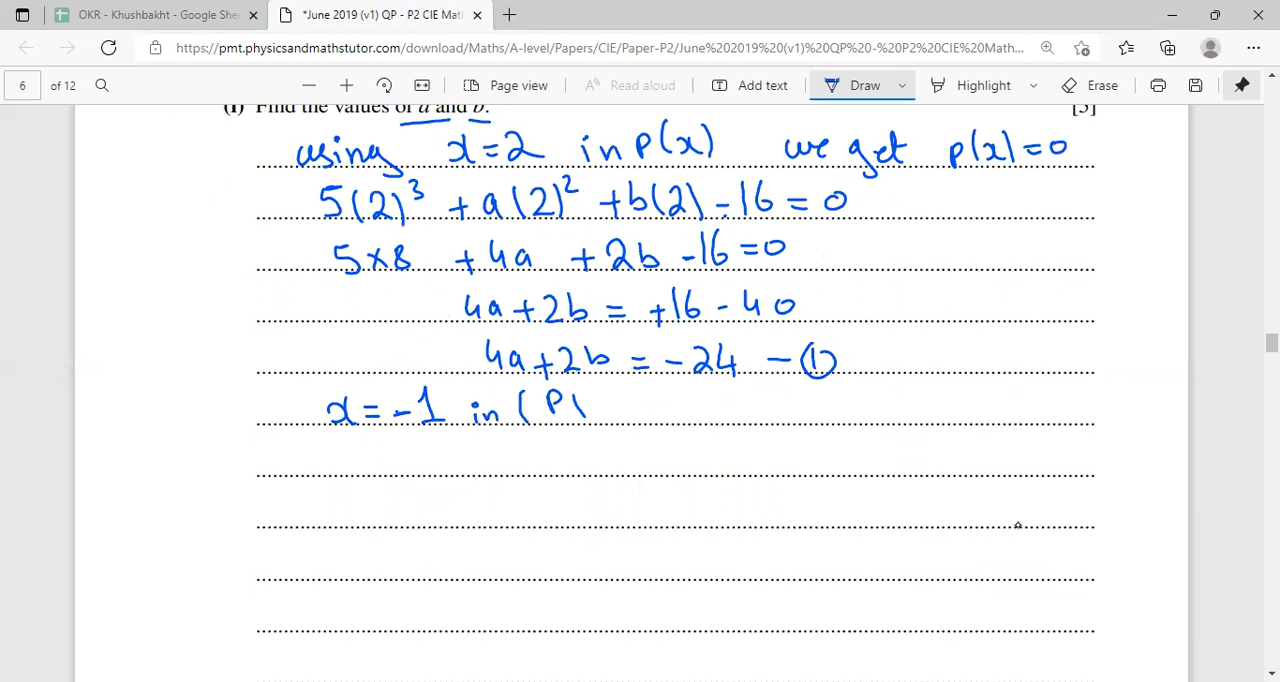 OKR - Khushbakht - Google She
*June 2019 (v1) QP - P2 CIE Mat
https://pmt.physicsandmathstutor.com/download/Maths/A-level/Papers/CIE/Paper-P2/June%202019%20(v1)%20QP%20-%20P2%20CIE%20Math...
6 of 12
Page view
Read aloud
Add text
Draw
Highlight
Erase
(i) Find the values of a and b. [5]
using x=2 in p(x) we get p(x)=0
5(2)³ +a(2)² +b(2) -16 = 0
5×8 +4a +2b -16=0
4a+2b = +16-40
4a+2b = -24 -①
x=-1 in ( P(